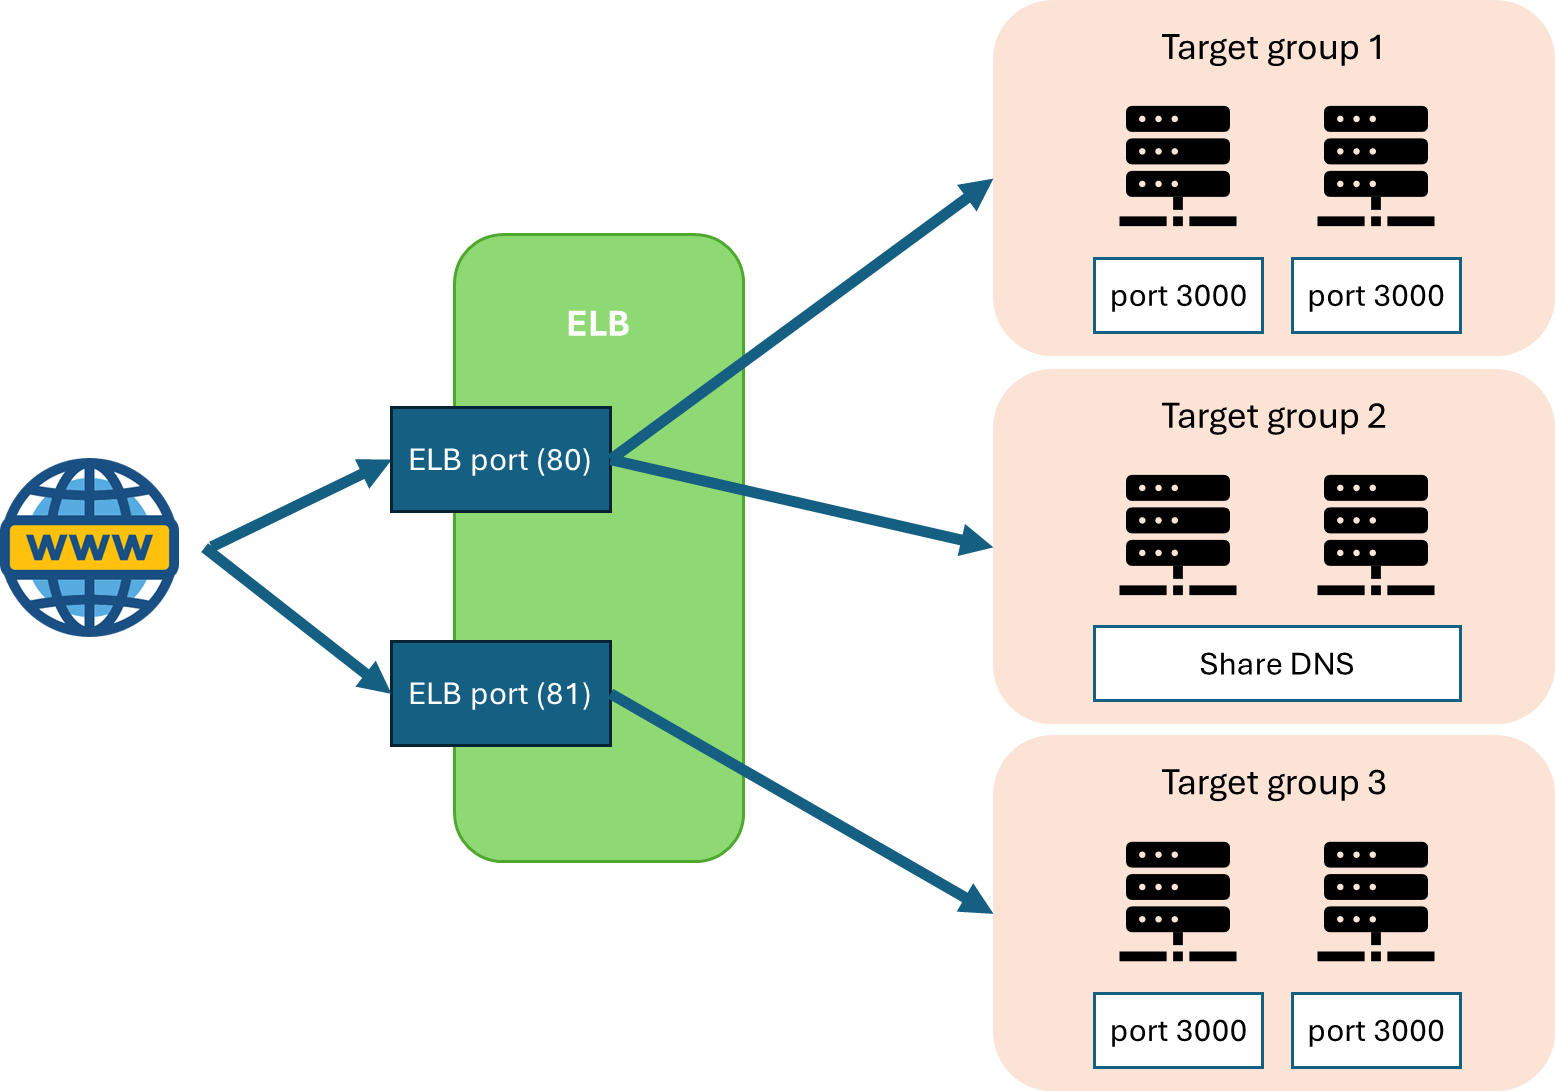 WWW
ELB
ELB port (80)
ELB port (81)
Target group 1
port 3000
port 3000
Target group 2
Share DNS
Target group 3
port 3000
port 3000